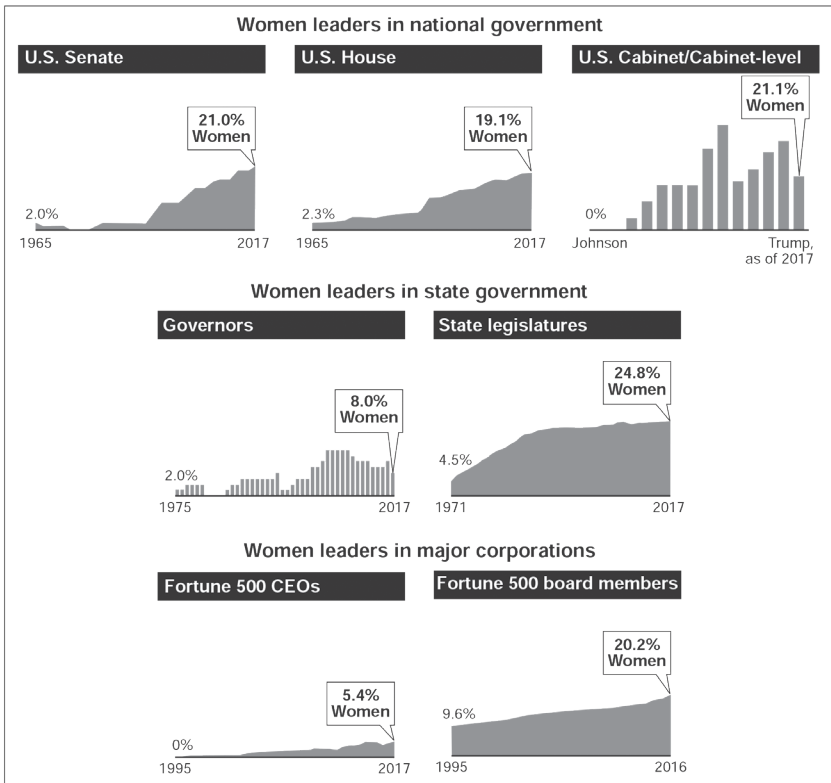 Women leaders in national government
U.S. Senate
21.0%
Women
2.0%
1965
2017
U.S. House
19.1%
Women
2.3%
1965
2017
U.S. Cabinet/Cabinet-level
21.1%
Women
0%
Johnson
Trump,
as of 2017
Women leaders in state government
Governors
8.0%
Women
2.0%
1975
2017
State legislatures
24.8%
Women
4.5%
1971
2017
Women leaders in major corporations
Fortune 500 CEOs
5.4%
Women
0%
1995
2017
Fortune 500 board members
20.2%
Women
9.6%
1995
2016